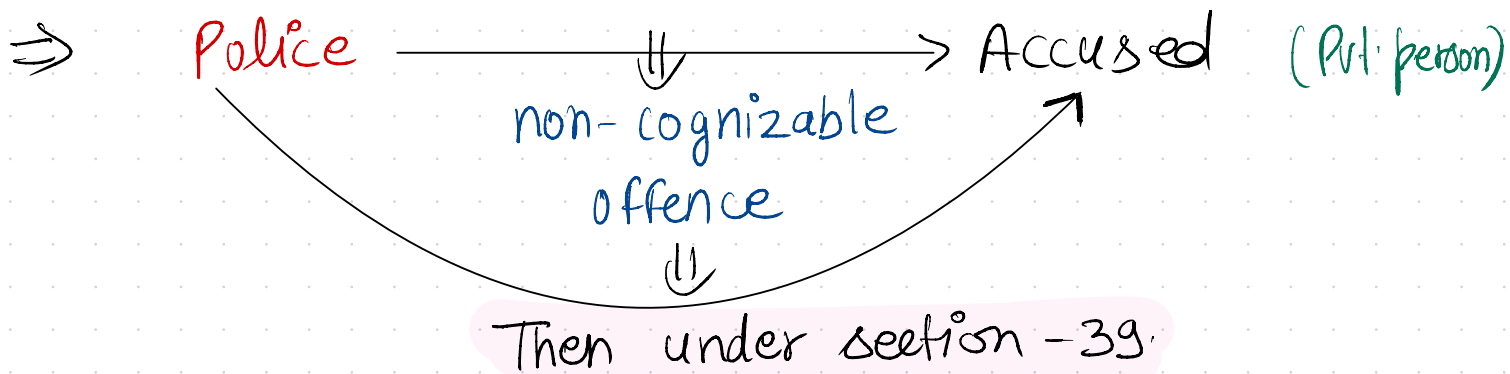 ⇒ Police → Accused (Pvt. person)
⇓
non-cognizable
offence
⇓
Then under section - 39.